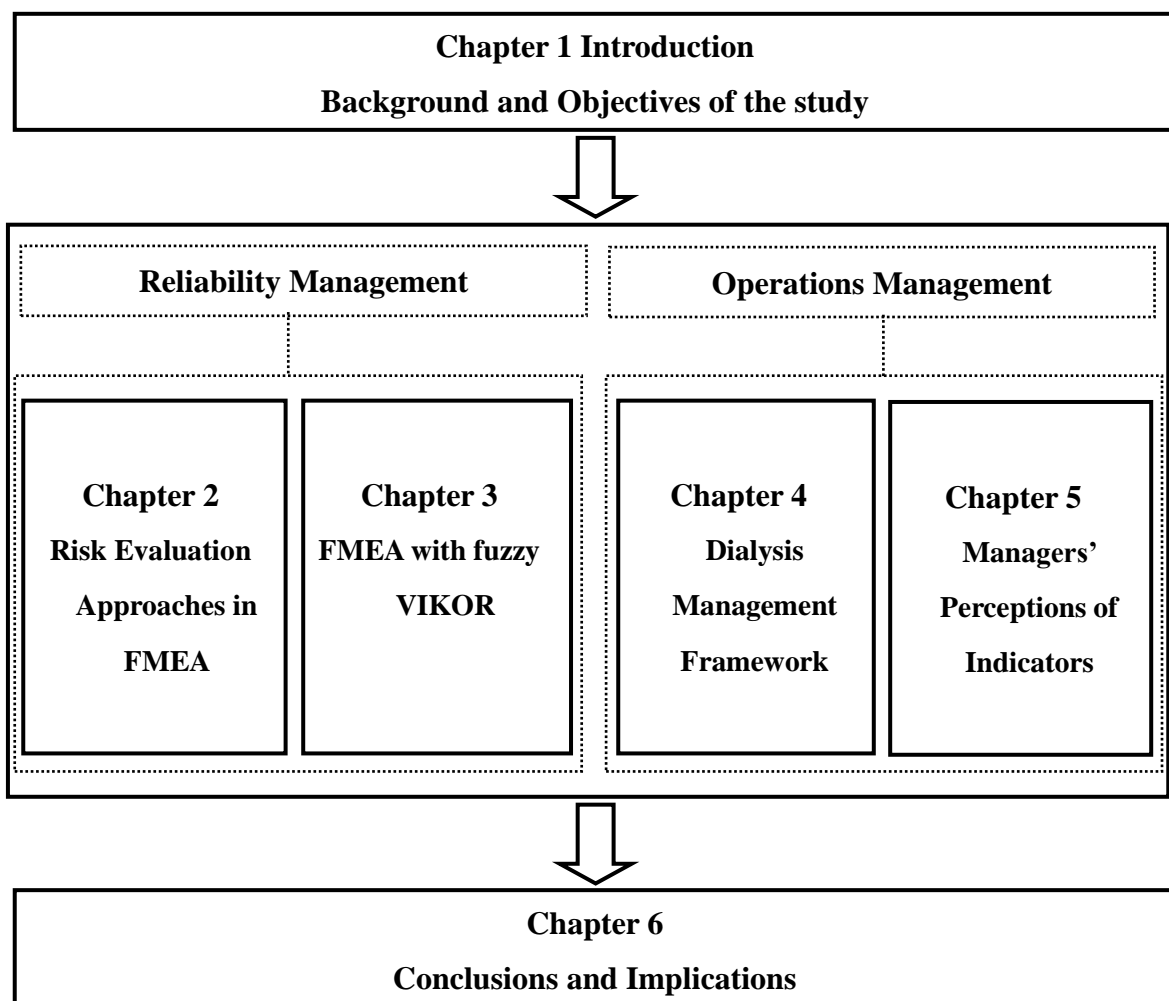 Chapter 1 Introduction
Background and Objectives of the study
Reliability Management
Operations Management
Chapter 2
Risk Evaluation
Approaches in
FMEA
Chapter 3
FMEA with fuzzy
VIKOR
Chapter 4
Dialysis
Management
Framework
Chapter 5
Managers’
Perceptions of
Indicators
Chapter 6
Conclusions and Implications